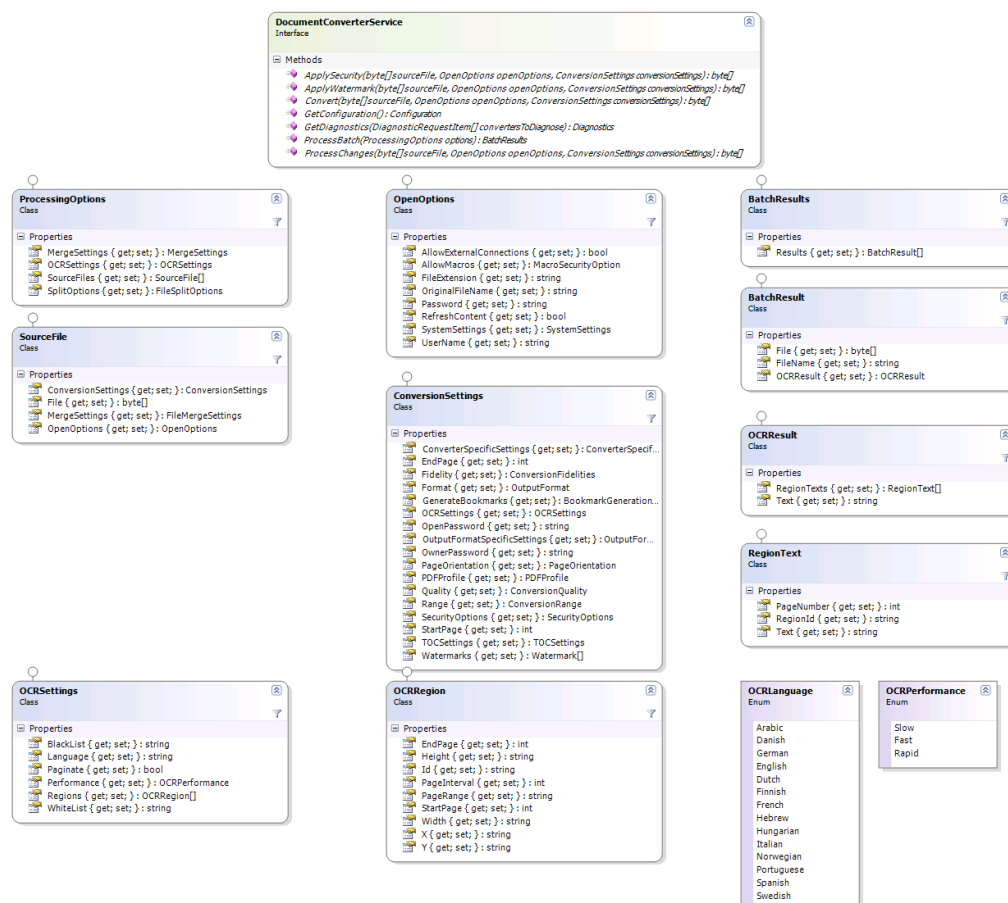 DocumentConverterService
Interface
Methods
ApplySecurity(byte[]sourceFile, OpenOptions openOptions, ConversionSettings conversionSettings) : byte[]
ApplyWatermark(byte[]sourceFile, OpenOptions openOptions, ConversionSettings conversionSettings) : byte[]
Convert(byte[]sourceFile, OpenOptions openOptions, ConversionSettings conversionSettings) : byte[]
GetConfiguration() : Configuration
GetDiagnostics(DiagnosticRequestItem[] convertersToDiagnose) : Diagnostics
ProcessBatch(ProcessingOptions options) : BatchResults
ProcessChanges(byte[]sourceFile, OpenOptions openOptions, ConversionSettings conversionSettings) : byte[]
ProcessingOptions
Class
Properties
MergeSettings { get; set; } : MergeSettings
OCRSettings { get; set; } : OCRSettings
SourceFiles { get; set; } : SourceFile[]
SplitOptions { get; set; } : FileSplitOptions
SourceFile
Class
Properties
ConversionSettings { get; set; } : ConversionSettings
File { get; set; } : byte[]
MergeSettings { get; set; } : FileMergeSettings
OpenOptions { get; set; } : OpenOptions
OpenOptions
Class
Properties
AllowExternalConnections { get; set; } : bool
AllowMacros { get; set; } : MacroSecurityOption
FileExtension { get; set; } : string
OriginalFileName { get; set; } : string
Password { get; set; } : string
RefreshContent { get; set; } : bool
SystemSettings { get; set; } : SystemSettings
UserName { get; set; } : string
ConversionSettings
Class
Properties
ConverterSpecificSettings { get; set; } : ConverterSpecif...
EndPage { get; set; } : int
Fidelity { get; set; } : ConversionFidelities
Format { get; set; } : OutputFormat
GenerateBookmarks { get; set; } : BookmarkGeneration...
OCRSettings { get; set; } : OCRSettings
OpenPassword { get; set; } : string
OutputFormatSpecificSettings { get; set; } : OutputFor...
OwnerPassword { get; set; } : string
PageOrientation { get; set; } : PageOrientation
PDFProfile { get; set; } : PDFProfile
Quality { get; set; } : ConversionQuality
Range { get; set; } : ConversionRange
SecurityOptions { get; set; } : SecurityOptions
StartPage { get; set; } : int
TOCSettings { get; set; } : TOCSettings
Watermarks { get; set; } : Watermark[]
BatchResults
Class
Properties
Results { get; set; } : BatchResult[]
BatchResult
Class
Properties
File { get; set; } : byte[]
FileName { get; set; } : string
OCRResult { get; set; } : OCRResult
OCRResult
Class
Properties
RegionTexts { get; set; } : RegionText[]
Text { get; set; } : string
RegionText
Class
Properties
PageNumber { get; set; } : int
RegionId { get; set; } : string
Text { get; set; } : string
OCRSettings
Class
Properties
BlackList { get; set; } : string
Language { get; set; } : string
Paginate { get; set; } : bool
Performance { get; set; } : OCRPerformance
Regions { get; set; } : OCRRegion[]
WhiteList { get; set; } : string
OCRRegion
Class
Properties
EndPage { get; set; } : int
Height { get; set; } : string
Id { get; set; } : string
PageInterval { get; set; } : int
PageRange { get; set; } : string
StartPage { get; set; } : int
Width { get; set; } : string
X { get; set; } : string
Y { get; set; } : string
OCRLanguage
Enum
Arabic
Danish
German
English
Dutch
Finnish
French
Hebrew
Hungarian
Italian
Norwegian
Portuguese
Spanish
Swedish
OCRPerformance
Enum
Slow
Fast
Rapid